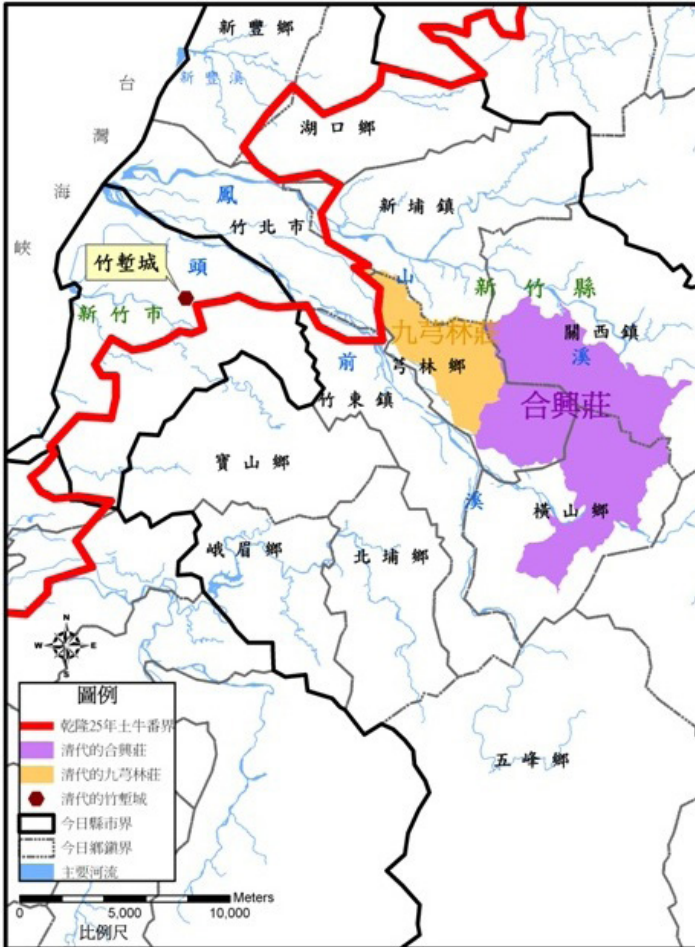 新豐鄉
新豐溪
台灣海峽
湖口鄉
鳳山溪
新埔鎮
竹北市
竹塹城
頭前溪
新竹市
新竹縣
九芎林莊
關西鎮
芎林鄉
竹東鎮
合興莊
寶山鄉
橫山鄉
峨眉鄉
北埔鄉
五峰鄉
N
W E
S
圖例
乾隆25年土牛番界
清代的合興莊
清代的九芎林莊
清代的竹塹城
今日縣市界
今日鄉鎮界
主要河流
Meters
0 5,000 10,000
比例尺